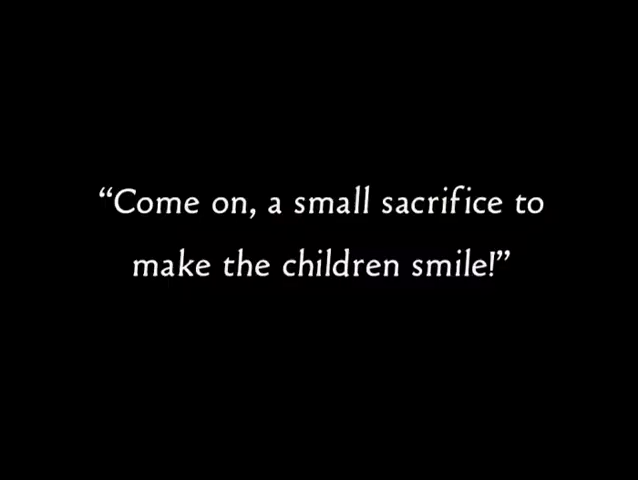 “Come on, a small sacrifice to
make the children smile!”